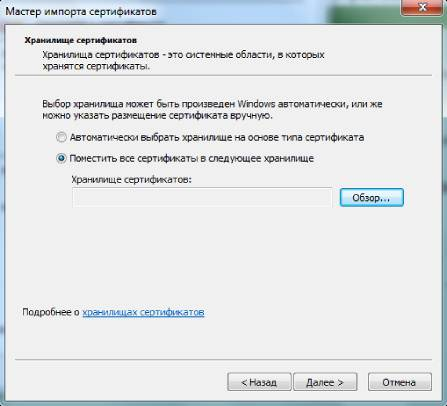 Мастер импорта сертификатов
Хранилище сертификатов
Хранилища сертификатов - это системные области, в которых
хранятся сертификаты.
Выбор хранилища может быть произведен Windows автоматически, или же
можно указать размещение сертификата вручную.
Автоматически выбрать хранилище на основе типа сертификата
Поместить все сертификаты в следующее хранилище
Хранилище сертификатов:
Обзор...
Подробнее о хранилищах сертификатов
< Назад
Далее >
Отмена